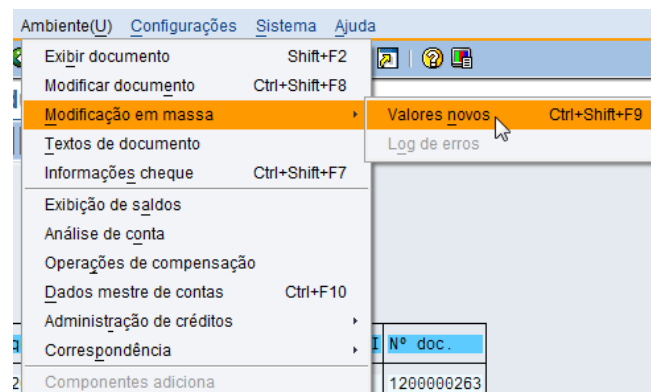 Ambiente(U) Configurações Sistema Ajuda
Exibir documento Shift+F2
Modificar documento Ctrl+Shift+F8
Modificação em massa
Valores novos Ctrl+Shift+F9
Textos de documento
Log de erros
Informações cheque Ctrl+Shift+F7
Exibição de saldos
Análise de conta
Operações de compensação
Dados mestre de contas Ctrl+F10
Administração de créditos
Correspondência
Nº doc.
Componentes adiciona
1200000263